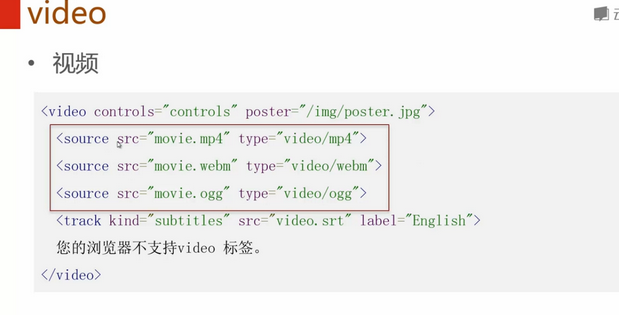 video
• 视频
<video controls="controls" poster="/img/poster.jpg">
<source src="movie.mp4" type="video/mp4">
<source src="movie.webm" type="video/webm">
<source src="movie.ogg" type="video/ogg">
<track kind="subtitles" src="video.srt" label="English">
您的浏览器不支持video 标签。
</video>